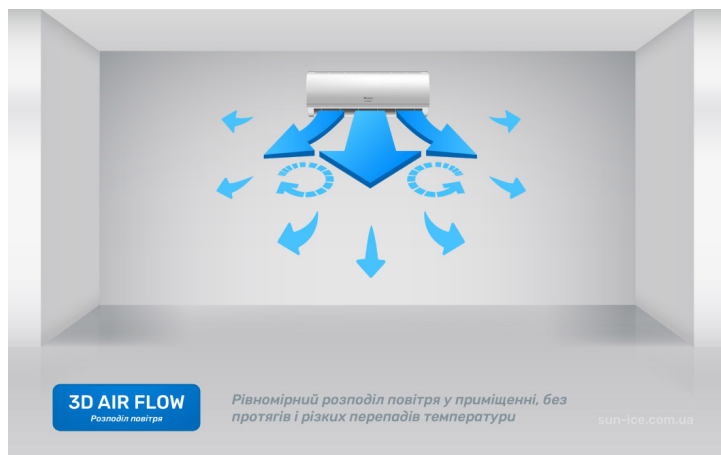 3D AIR FLOW
Розподіл повітря
Рівномірний розподіл повітря у приміщенні, без
протягів і різких перепадів температури
sun-ice.com.ua